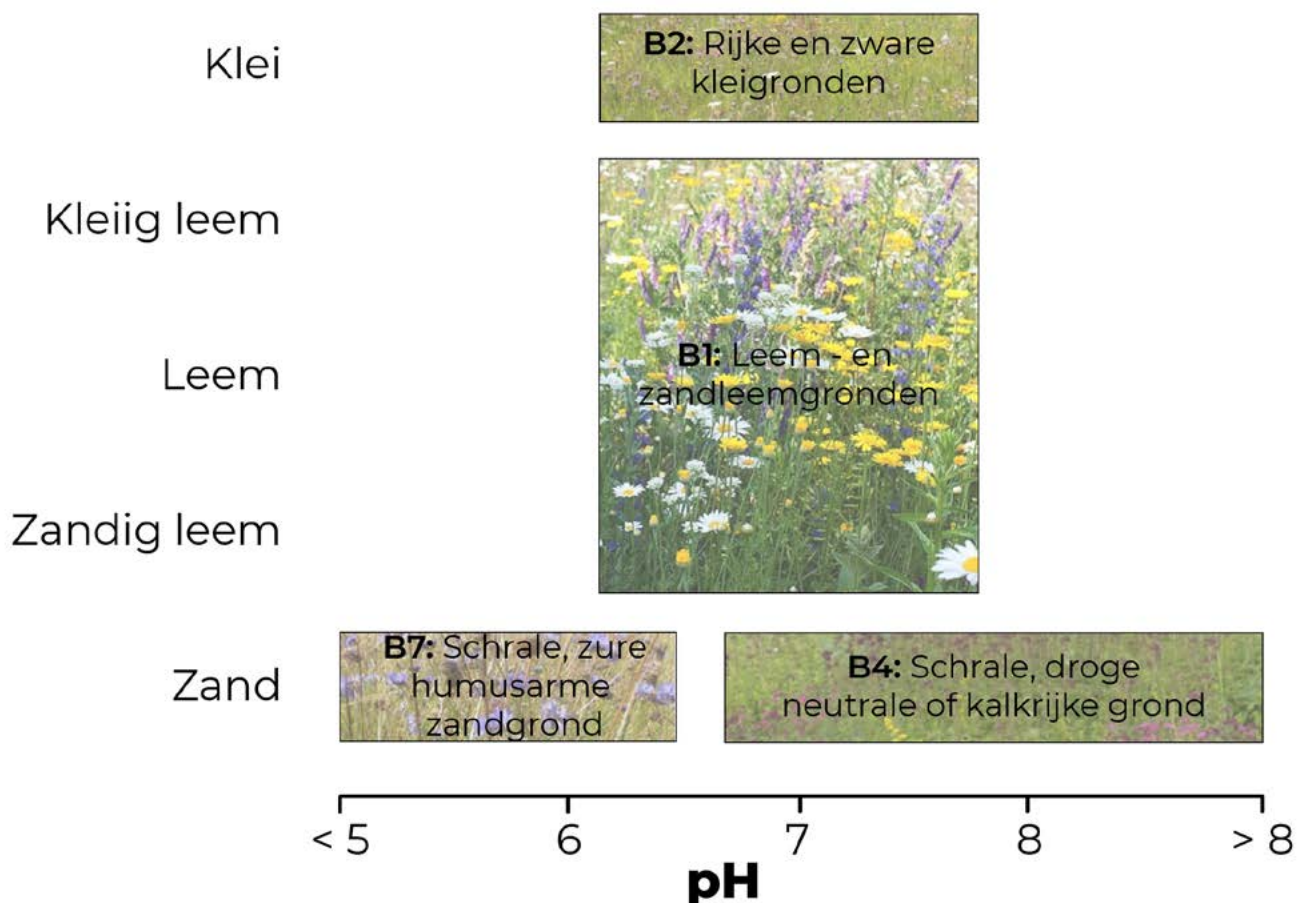 Klei
B2: Rijke en zware
kleigronden
Kleiig leem
Leem
B1: Leem - en
zandleemgronden
Zandig leem
Zand
B7: Schrale, zure
humusarme
zandgrond
B4: Schrale, droge
neutrale of kalkrijke grond
< 5 6 7 8 > 8
pH